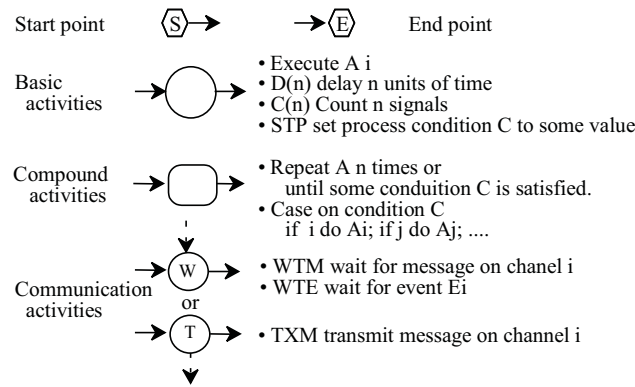 Start point S E End point
• Execute A i
Basic
activities
• D(n) delay n units of time
• C(n) Count n signals
• STP set process condition C to some value
Compound
activities
• Repeat A n times or
until some conduition C is satisfied.
• Case on condition C
if i do Ai; if j do Aj; ....
Communication
activities
W
• WTM wait for message on chanel i
• WTE wait for event Ei
or
T
• TXM transmit message on channel i